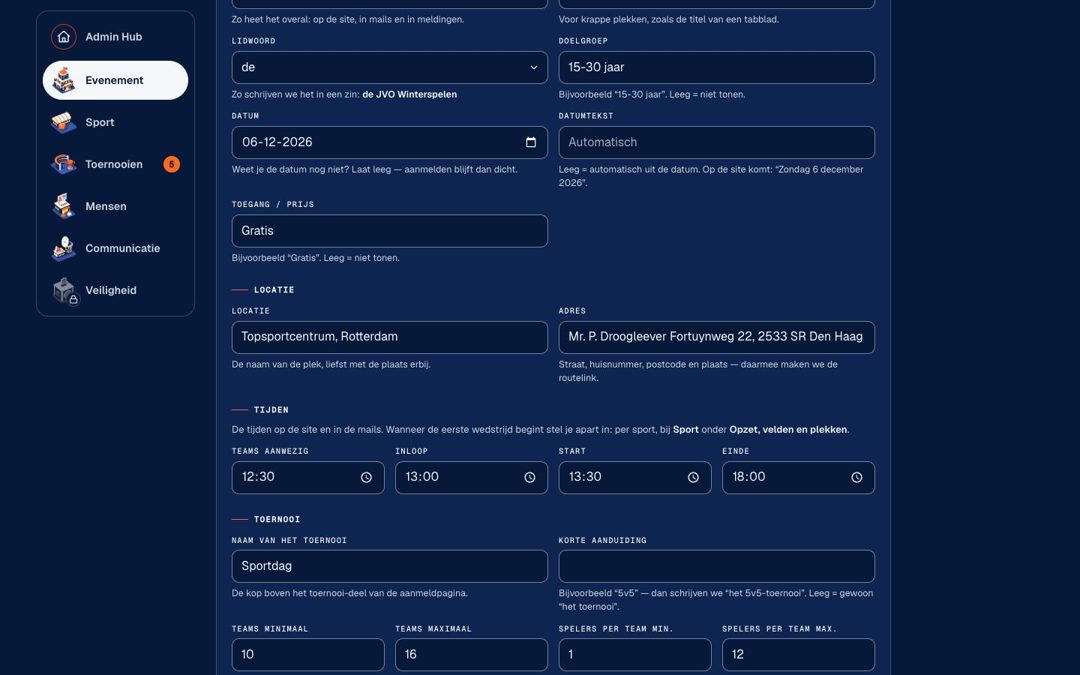 Admin Hub
Evenement
Sport
Toernooien 5
Mensen
Communicatie
Veiligheid
Zo heet het overal: op de site, in mails en in meldingen.
Voor krappe plekken, zoals de titel van een tabblad.
LIDWOORD
DOELGROEP
de
15-30 jaar
Zo schrijven we het in een zin: de JVO Winterspelen
Bijvoorbeeld “15-30 jaar”. Leeg = niet tonen.
DATUM
DATUMTEKST
06-12-2026
Automatisch
Weet je de datum nog niet? Laat leeg — aanmelden blijft dan dicht.
Leeg = automatisch uit de datum. Op de site komt: “Zondag 6 december
2026”.
TOEGANG / PRIJS
Gratis
Bijvoorbeeld “Gratis”. Leeg = niet tonen.
LOCATIE
LOCATIE
ADRES
Topsportcentrum, Rotterdam
Mr. P. Droogleever Fortuynweg 22, 2533 SR Den Haag
De naam van de plek, liefst met de plaats erbij.
Straat, huisnummer, postcode en plaats — daarmee maken we de
routelink.
TIJDEN
De tijden op de site en in de mails. Wanneer de eerste wedstrijd begint stel je apart in: per sport, bij Sport onder Opzet, velden en plekken.
TEAMS AANWEZIG
INLOOP
START
EINDE
12:30
13:00
13:30
18:00
TOERNOOI
NAAM VAN HET TOERNOOI
KORTE AANDUIDING
Sportdag
De kop boven het toernooi-deel van de aanmeldpagina.
Bijvoorbeeld “5v5” — dan schrijven we “het 5v5-toernooi”. Leeg = gewoon
“het toernooi”.
TEAMS MINIMAAL
TEAMS MAXIMAAL
SPELERS PER TEAM MIN.
SPELERS PER TEAM MAX.
10
16
1
12